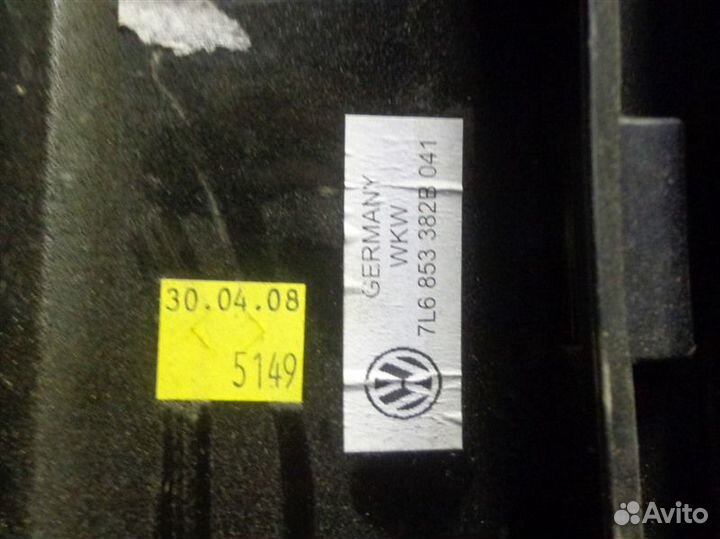 30.04.08
5149
GERMANY
WKW
7L6 853 382B 041
Avito